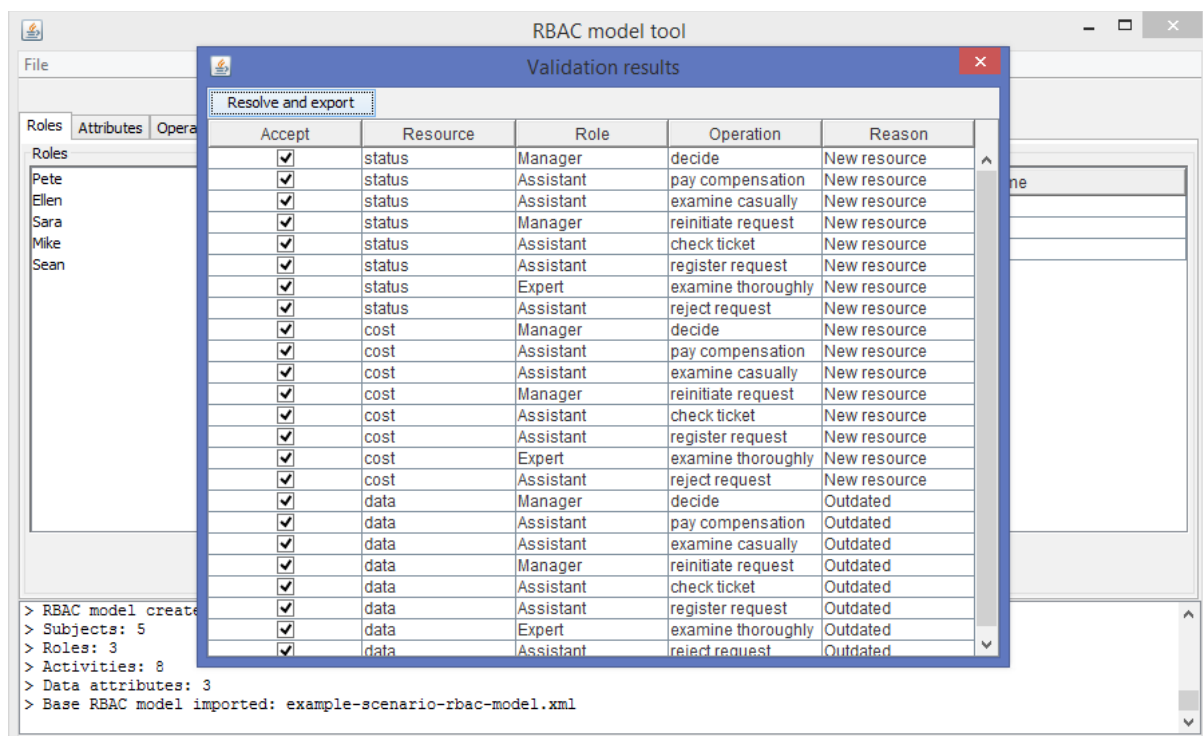 RBAC model tool
File
Validation results
Resolve and export
Roles Attributes Opera
Accept Resource Role Operation Reason
Roles
status Manager decide New resource
Pete
status Assistant pay compensation New resource
me
Ellen
status Assistant examine casually New resource
Sara
status Manager reinitiate request New resource
Mike
status Assistant check ticket New resource
Sean
status Assistant register request New resource
status Expert examine thoroughly New resource
status Assistant reject request New resource
cost Manager decide New resource
cost Assistant pay compensation New resource
cost Assistant examine casually New resource
cost Manager reinitiate request New resource
cost Assistant check ticket New resource
cost Assistant register request New resource
cost Expert examine thoroughly New resource
cost Assistant reject request New resource
data Manager decide Outdated
data Assistant pay compensation Outdated
data Assistant examine casually Outdated
data Manager reinitiate request Outdated
data Assistant check ticket Outdated
data Assistant register request Outdated
data Expert examine thoroughly Outdated
data Assistant reject request Outdated
> RBAC model create
> Subjects: 5
> Roles: 3
> Activities: 8
> Data attributes: 3
> Base RBAC model imported: example-scenario-rbac-model.xml